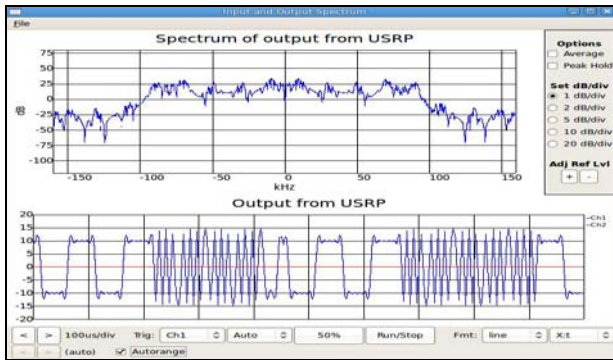 Input and Output Spectrum
File
Spectrum of output from USRP
75
50
25
0
-25
-50
-75
-100
dB
-150
-100
-50
0
50
100
150
kHz
Options
Average
Peak Hold
Set dB/div
1 dB/div
2 dB/div
5 dB/div
10 dB/div
20 dB/div
Adj Ref Lvl
+ -
Output from USRP
20
15
10
5
0
-5
-10
-15
-20
Ch1
Ch2
< > 100us/div Trig: Ch1 Auto 50% Run/Stop Fmt: line X:t
(auto) Autorange